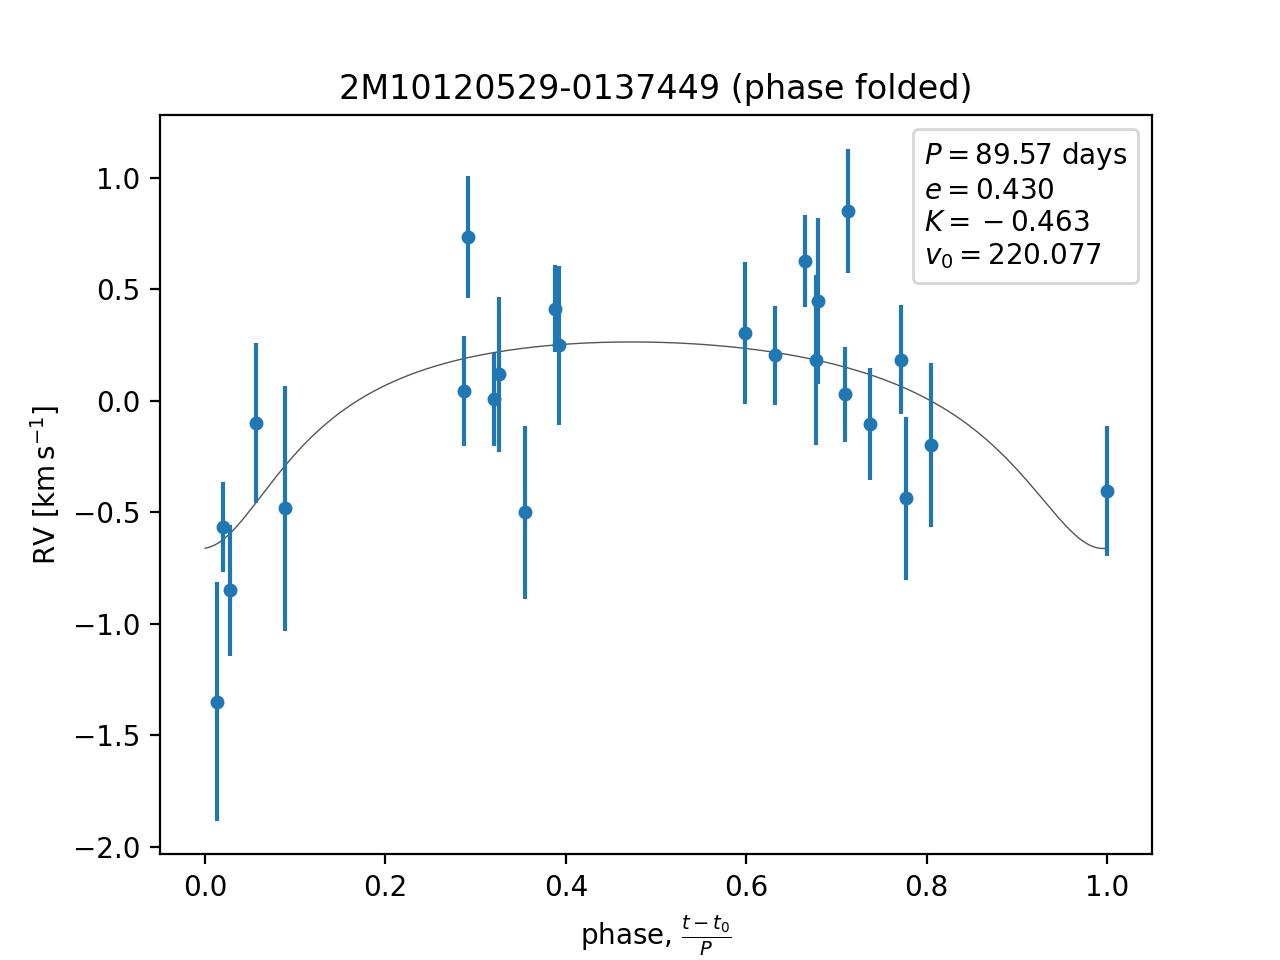 2M10120529-0137449 (phase folded)
P = 89.57 days
e = 0.430
K = −0.463
v₀ = 220.077
1.0
0.5
0.0
−0.5
−1.0
−1.5
−2.0
RV [km s⁻¹]
0.0 0.2 0.4 0.6 0.8 1.0
phase, (t − t₀)/P